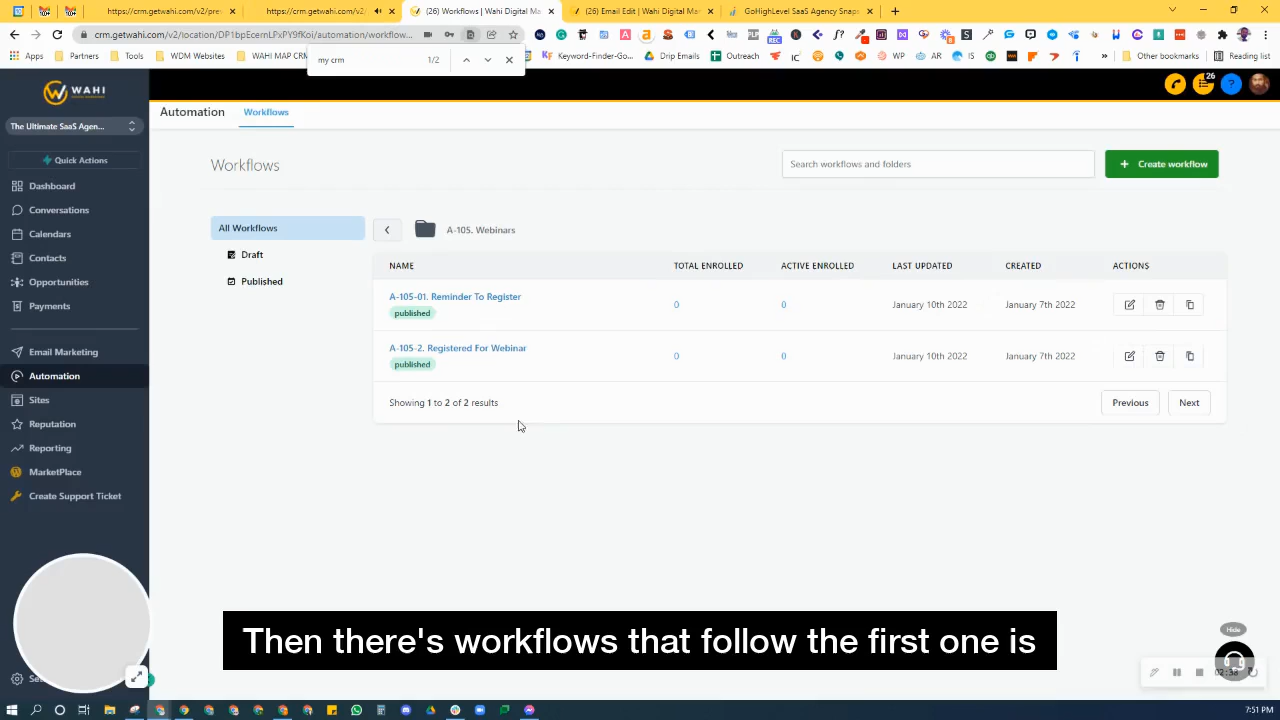 crm.getwahi.com/v2/pre
crm.getwahi.com/v2/loc
(26) Workflows | Wahi Digital Ma
(26) Email Edit | Wahi Digital Ma
GoHighLevel SaaS Agency Snaps
crm.getwahi.com/v2/location/DP1bpEcernLPxPY9fKoi/automation/workflow...
Apps
Tools
WDM Websites
WAHI MAP CRM
Keyword-Finder-Go...
Drip Emails
Outreach
IC
WP
AR
IS
Other bookmarks
Reading list
my crm
1/2
WAHI
26
The Ultimate SaaS Agen...
Quick Actions
Dashboard
Conversations
Calendars
Contacts
Opportunities
Payments
Email Marketing
Automation
Sites
Reputation
Reporting
MarketPlace
Create Support Ticket
Automation
Workflows
Workflows
Search workflows and folders
+ Create workflow
All Workflows
Draft
Published
A-105. Webinars
NAME
TOTAL ENROLLED
ACTIVE ENROLLED
LAST UPDATED
CREATED
ACTIONS
A-105-01. Reminder To Register
published
0
0
January 10th 2022
January 7th 2022
A-105-2. Registered For Webinar
published
0
0
January 10th 2022
January 7th 2022
Showing 1 to 2 of 2 results
Previous
Next
Then there's workflows that follow the first one is
Hide
02:38
7:51 PM